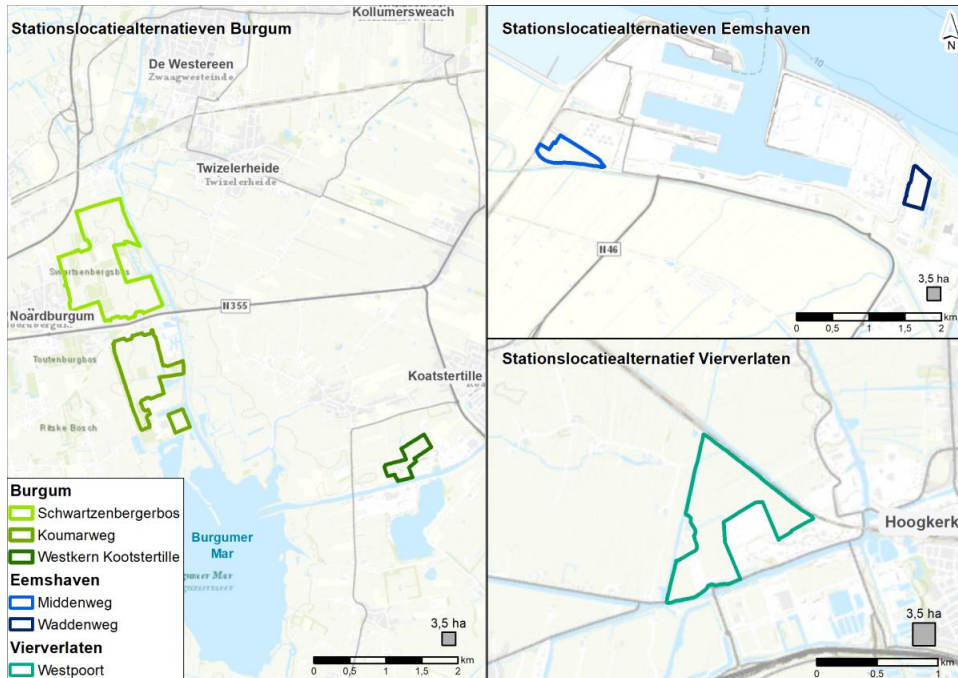 Stationslocatiealternatieven Burgum
Kollumersweach
De Westereen
Zwaagwesteinde
Twizelerheide
Twizelerheide
Swartsenbergsbos
N355
Noârdburgum
Toutenburgbos
Koatstertille
Ritske Bosch
Burgumer
Mar
3,5 ha
km
0 0,5 1 1,5 2
Burgum
Schwartzenbergerbos
Koumarweg
Westkern Kootstertille
Eemshaven
Middenweg
Waddenweg
Vierverlaten
Westpoort
Stationslocatiealternatieven Eemshaven
N
-10
N46
3,5 ha
km
0 0,5 1 1,5 2
Stationslocatiealternatief Vierverlaten
Hoogkerk
3,5 ha
km
0 0,5 1